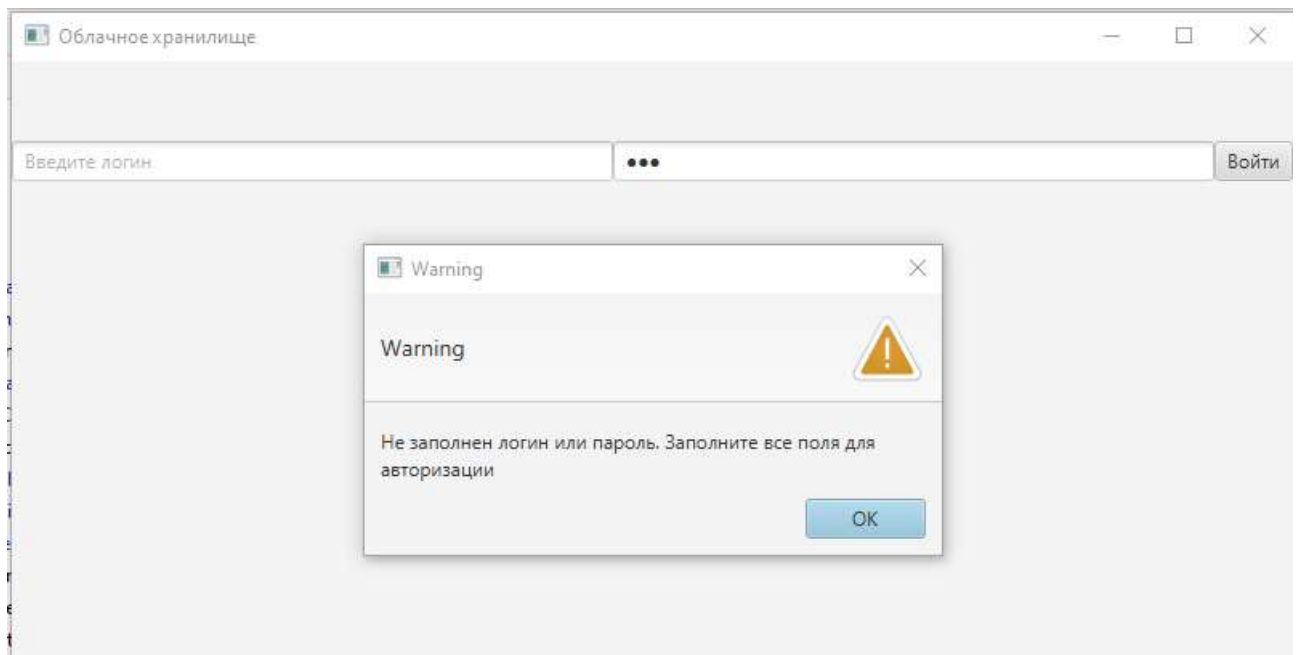 Облачное хранилище
Введите логин
•••
Войти
Warning
Warning
Не заполнен логин или пароль. Заполните все поля для
авторизации
OK